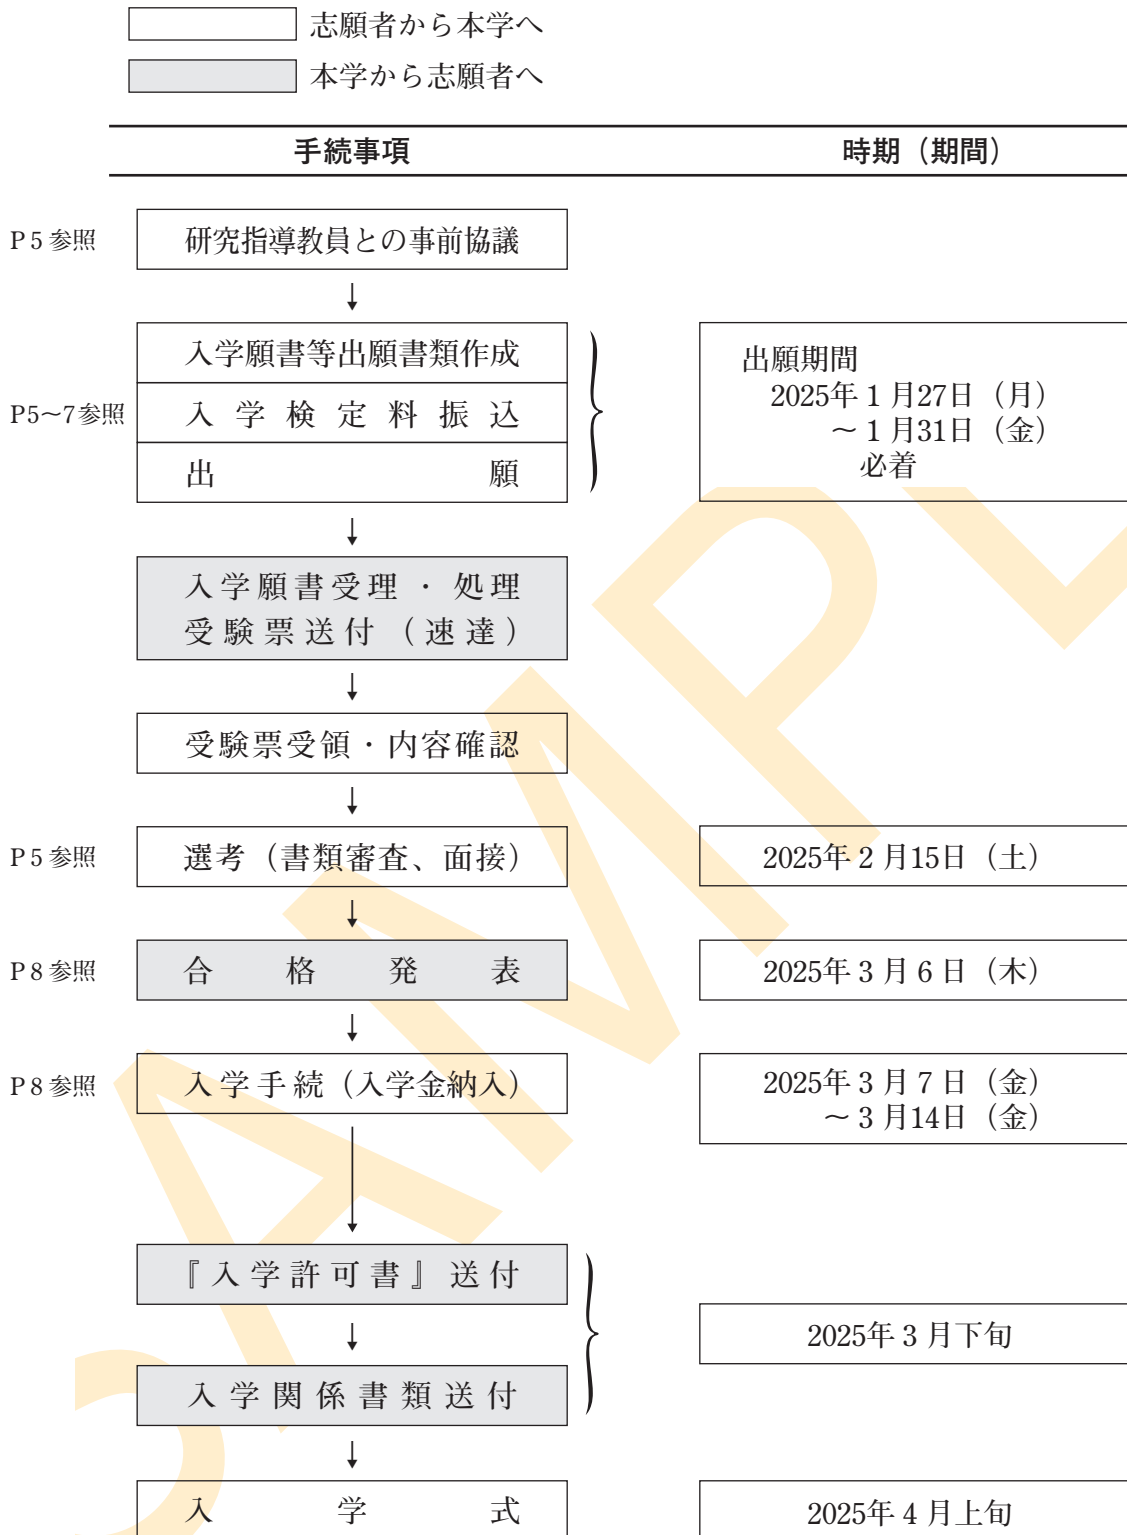 志願者から本学へ
本学から志願者へ
手続事項 時期（期間）
P5参照 研究指導教員との事前協議
入学願書等出願書類作成
P5～7参照 入学検定料振込
出願
出願期間
2025年1月27日（月）
～1月31日（金）
必着
入学願書受理・処理
受験票送付（速達）
受験票受領・内容確認
P5参照 選考（書類審査、面接） 2025年2月15日（土）
P8参照 合格発表 2025年3月6日（木）
P8参照 入学手続（入学金納入） 2025年3月7日（金）
～3月14日（金）
『入学許可書』送付
2025年3月下旬
入学関係書類送付
入学式 2025年4月上旬
SAMPLE